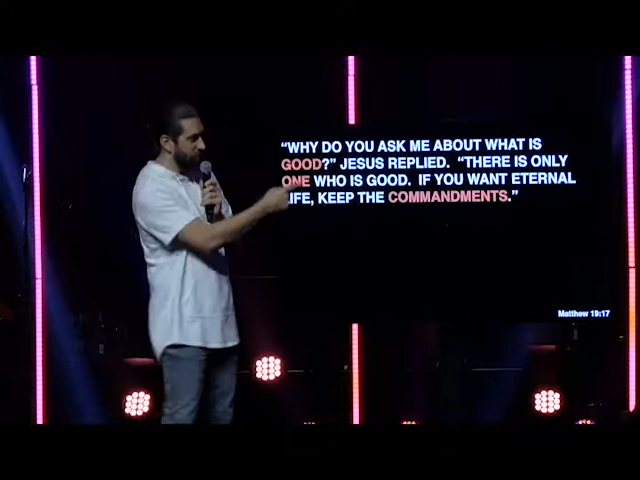 “WHY DO YOU ASK ME ABOUT WHAT IS
GOOD?” JESUS REPLIED. “THERE IS ONLY
ONE WHO IS GOOD. IF YOU WANT ETERNAL
LIFE, KEEP THE COMMANDMENTS.”
Matthew 19:17